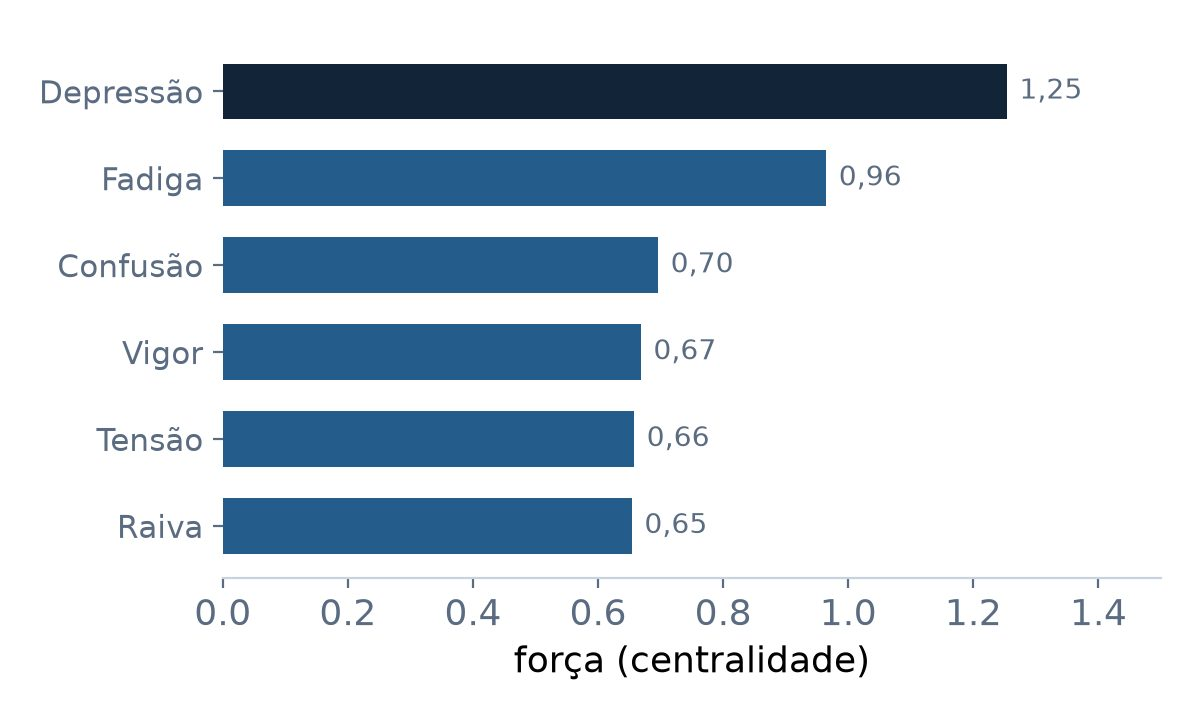 Depressão 1,25
Fadiga 0,96
Confusão 0,70
Vigor 0,67
Tensão 0,66
Raiva 0,65
0.0 0.2 0.4 0.6 0.8 1.0 1.2 1.4
força (centralidade)